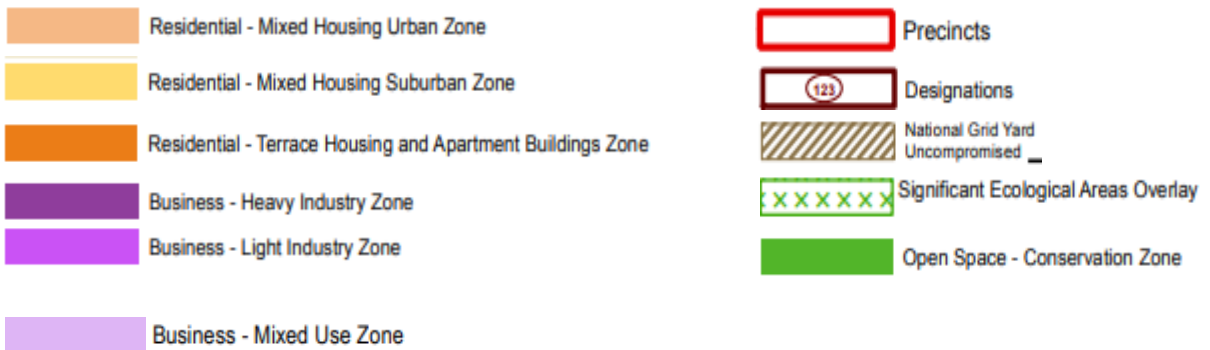 Residential - Mixed Housing Urban Zone
Residential - Mixed Housing Suburban Zone
Residential - Terrace Housing and Apartment Buildings Zone
Business - Heavy Industry Zone
Business - Light Industry Zone
Business - Mixed Use Zone
Precincts
123
Designations
National Grid Yard
Uncompromised _
Significant Ecological Areas Overlay
Open Space - Conservation Zone